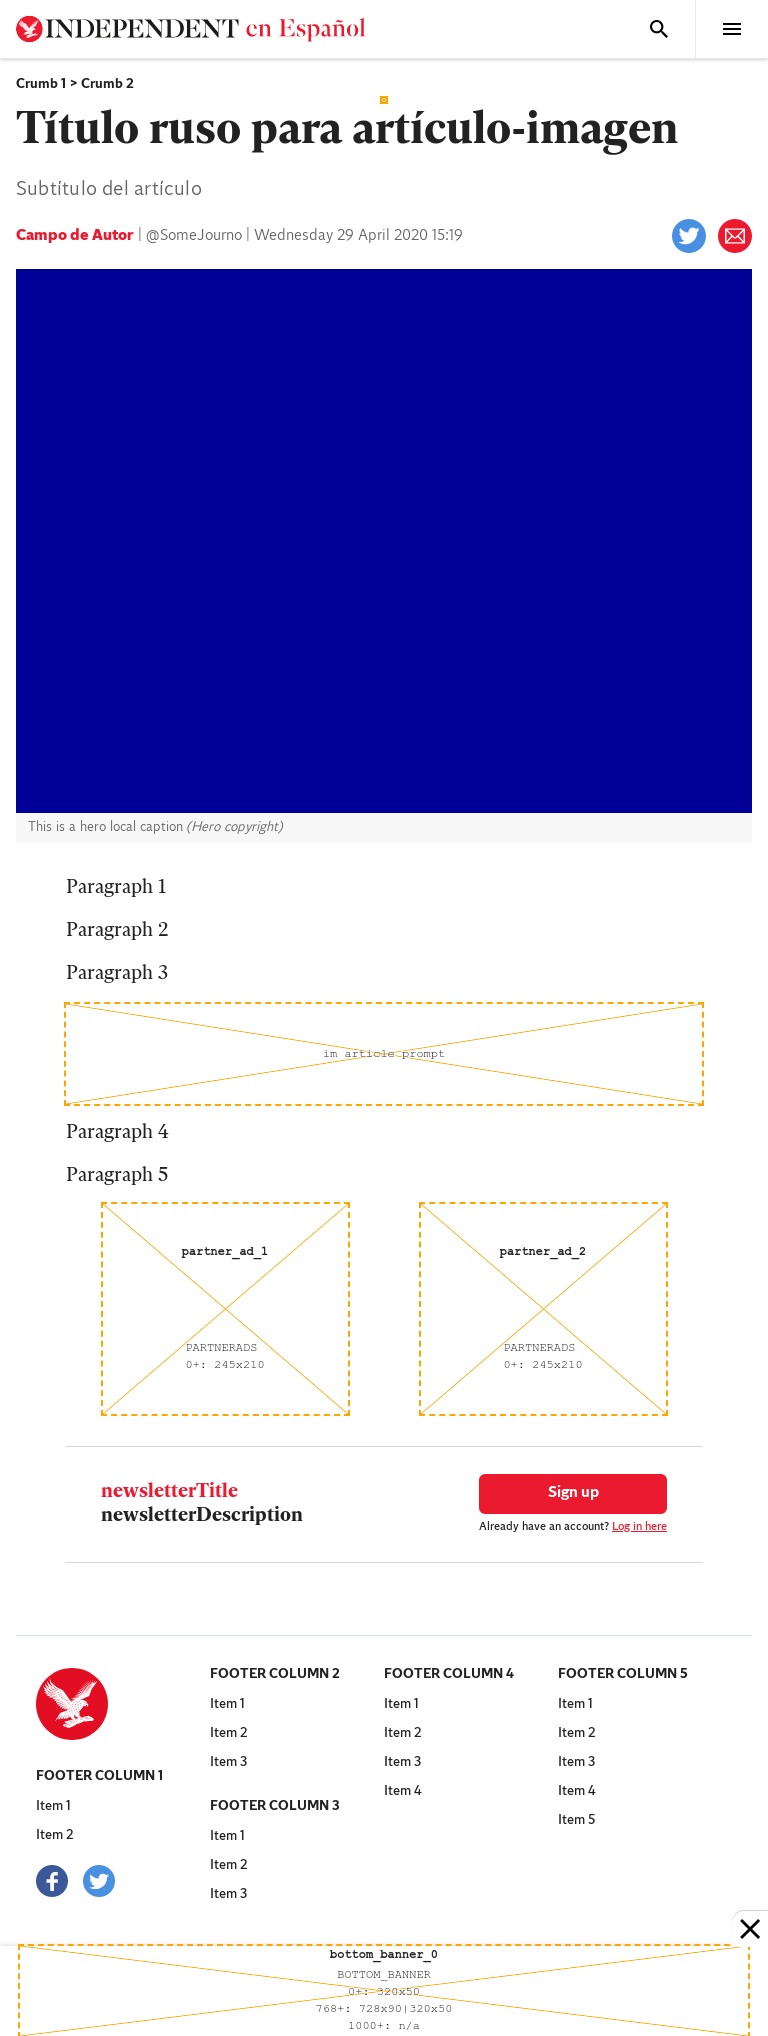 INDEPENDENT en Español
Crumb 1 > Crumb 2
Título ruso para artículo-imagen
Subtítulo del artículo
Campo de Autor | @SomeJourno | Wednesday 29 April 2020 15:19
This is a hero local caption (Hero copyright)
Paragraph 1
Paragraph 2
Paragraph 3
im article prompt
Paragraph 4
Paragraph 5
partner_ad_1
PARTNERADS
0+: 245x210
partner_ad_2
PARTNERADS
0+: 245x210
newsletterTitle
newsletterDescription
Sign up
Already have an account? Log in here
FOOTER COLUMN 1
Item 1
Item 2
FOOTER COLUMN 2
Item 1
Item 2
Item 3
FOOTER COLUMN 3
Item 1
Item 2
Item 3
FOOTER COLUMN 4
Item 1
Item 2
Item 3
Item 4
FOOTER COLUMN 5
Item 1
Item 2
Item 3
Item 4
Item 5
bottom_banner_0
BOTTOM_BANNER
0+: 320x50
768+: 728x90|320x50
1000+: n/a